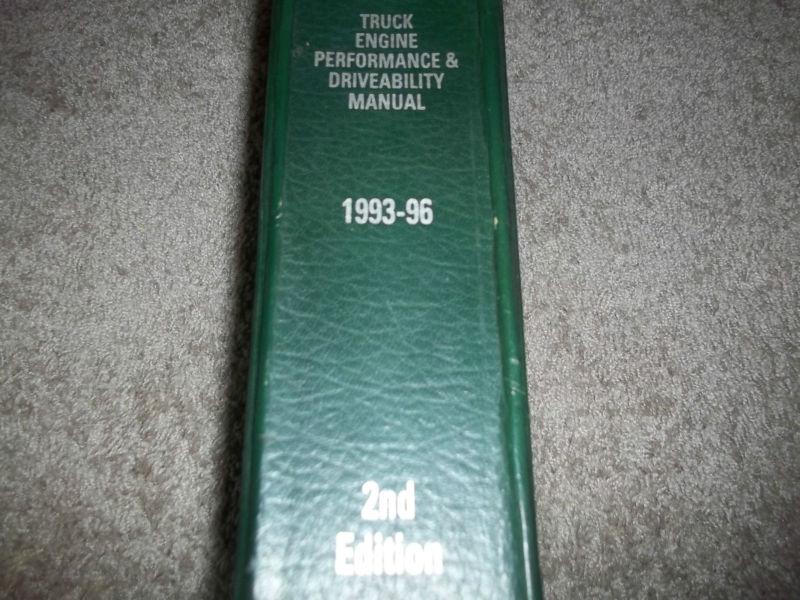 TRUCK
ENGINE
PERFORMANCE &
DRIVEABILITY
MANUAL
1993-96
2nd
Edition